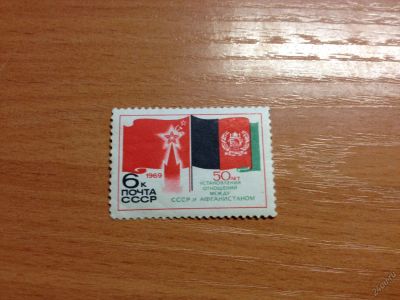 6к
1969
ПОЧТА
СССР
50 лет
УСТАНОВЛЕНИЯ
ОТНОШЕНИЙ
МЕЖДУ
СССР и АФГАНИСТАНОМ